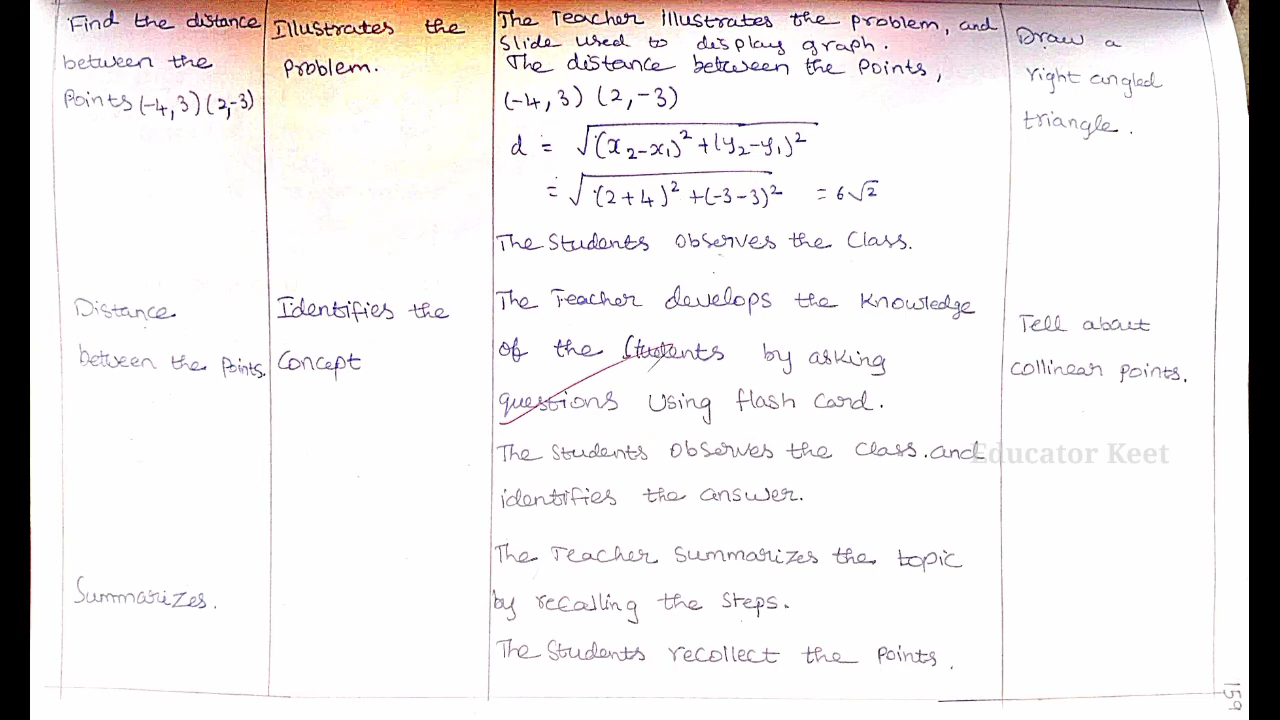 Find the distance
between the
Points (-4, 3) (2,-3)
Illustrates the
Problem.
The Teacher illustrates the problem, and
Slide used to display graph.
The distance between the Points,
(-4, 3) (2, -3)
d = √(x₂-x₁)² + (y₂-y₁)²
= √(2+4)² + (-3-3)² = 6√2
The Students observes the Class.
Draw a
right angled
triangle.
Distance
between the points.
Identifies the
Concept
The Teacher develops the knowledge
of the Students by asking
questions using flash card.
The Students observes the class. and
identifies the answer.
Tell about
collinear points.
Educator Keet
Summarizes.
The Teacher Summarizes the topic
by recalling the steps.
The Students recollect the points.
159